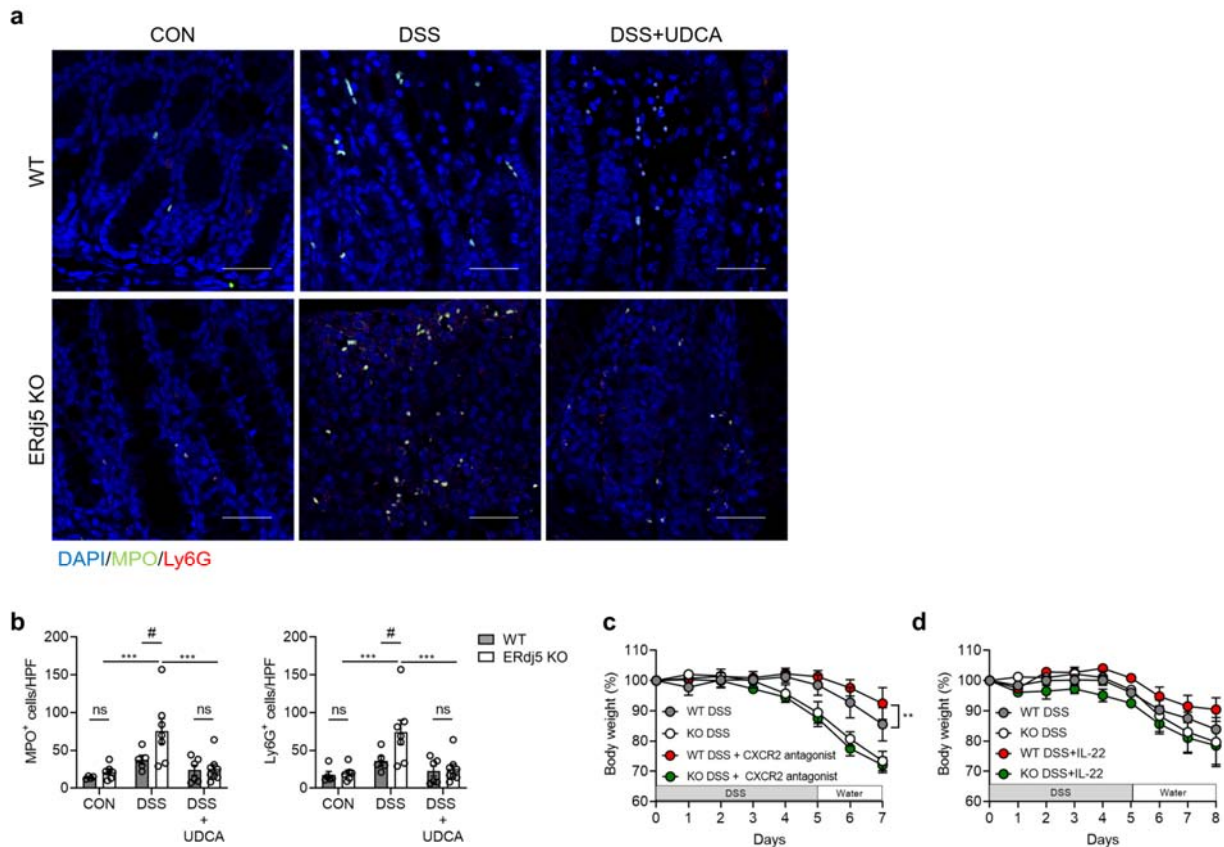 a
CON DSS DSS+UDCA
WT
ERdj5 KO
DAPI/MPO/Ly6G
b
MPO+ cells/HPF
200
150
100
50
0
#
*** ***
ns ns
CON DSS DSS
+
UDCA
Ly6G+ cells/HPF
200
150
100
50
0
#
*** ***
ns ns
CON DSS DSS
+
UDCA
WT
ERdj5 KO
c
Body weight (%)
110
100
90
80
70
60
WT DSS
KO DSS
WT DSS + CXCR2 antagonist
KO DSS + CXCR2 antagonist
**
DSS Water
0 1 2 3 4 5 6 7
Days
d
Body weight (%)
110
100
90
80
70
60
WT DSS
KO DSS
WT DSS+IL-22
KO DSS+IL-22
DSS Water
0 1 2 3 4 5 6 7 8
Days